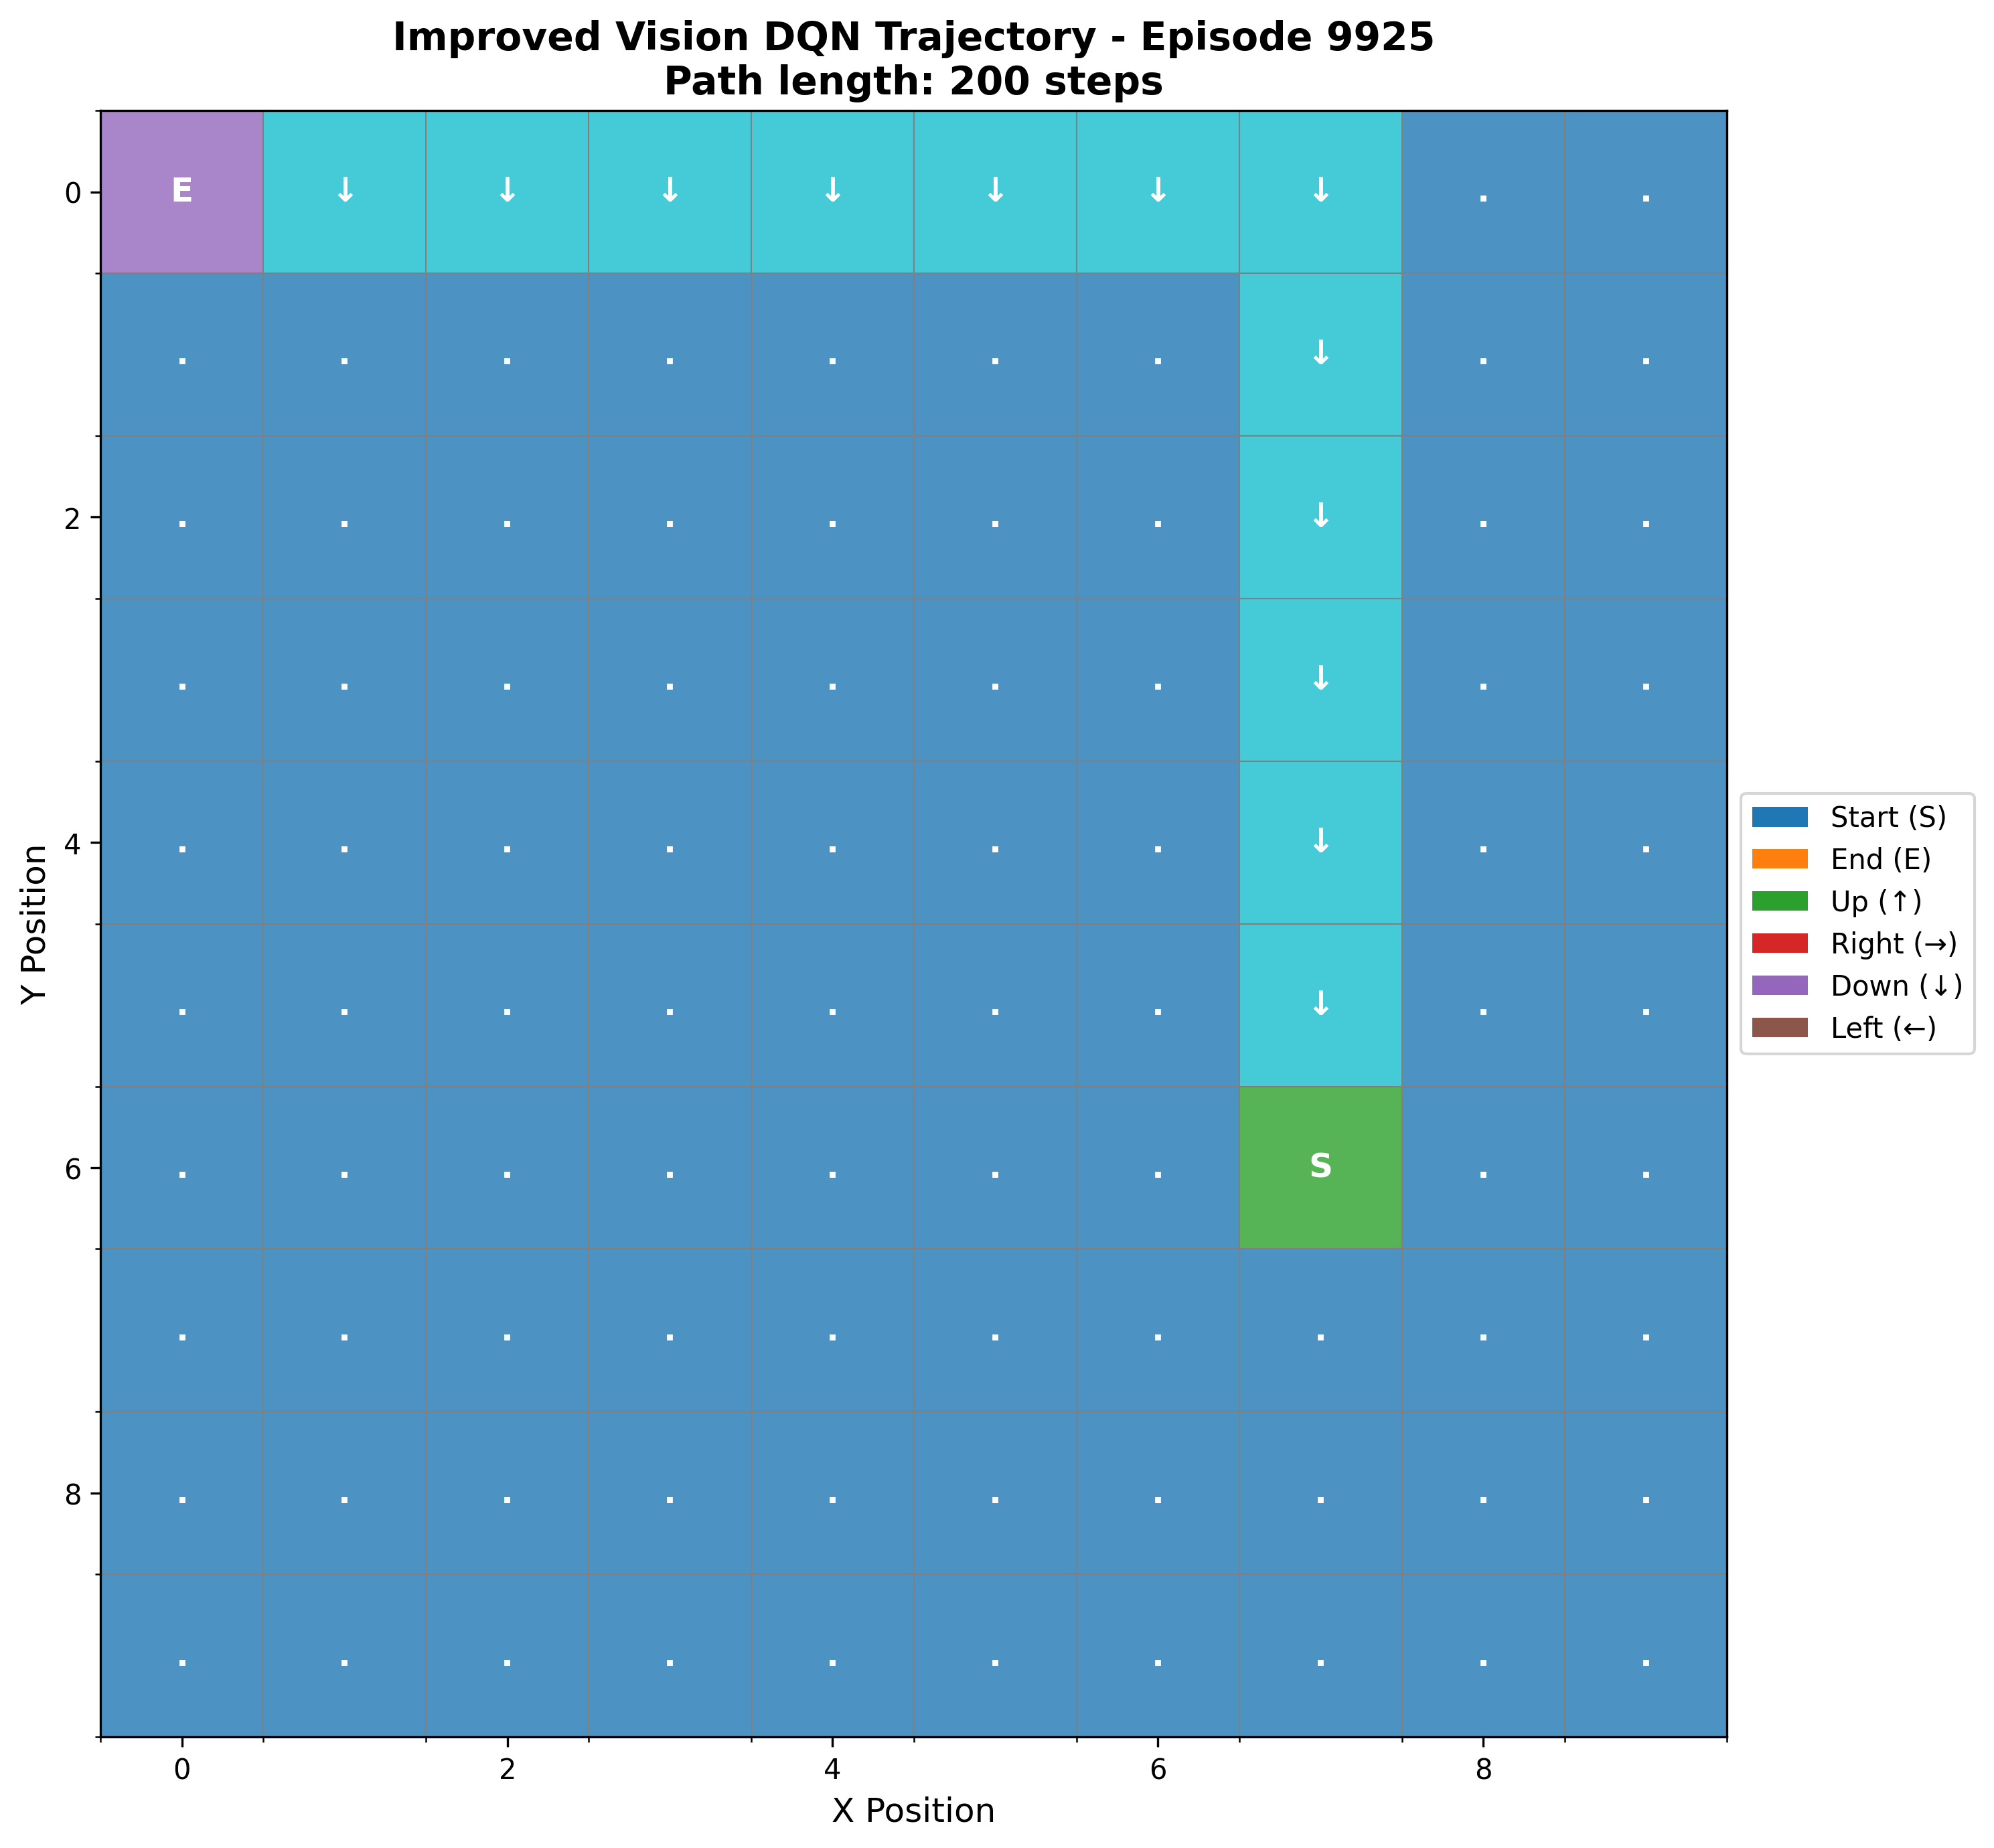 Improved Vision DQN Trajectory - Episode 9925
Path length: 200 steps
0 E ↓ ↓ ↓ ↓ ↓ ↓ ↓ . .
. . . . . . . ↓ . .
2 . . . . . . . ↓ . .
. . . . . . . ↓ . .
4 . . . . . . . ↓ . .
. . . . . . . ↓ . .
6 . . . . . . . S . .
. . . . . . . . . .
8 . . . . . . . . . .
. . . . . . . . . .
0 2 4 6 8
X Position
Y Position
Start (S)
End (E)
Up (↑)
Right (→)
Down (↓)
Left (←)